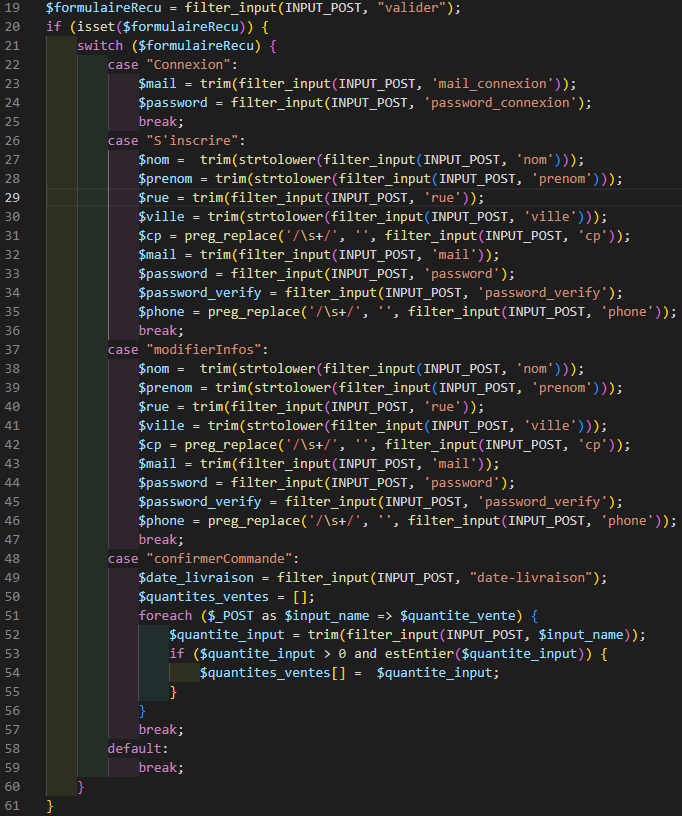 19 $formulaireRecu = filter_input(INPUT_POST, "valider");
20 if (isset($formulaireRecu)) {
21     switch ($formulaireRecu) {
22         case "Connexion":
23             $mail = trim(filter_input(INPUT_POST, 'mail_connexion'));
24             $password = filter_input(INPUT_POST, 'password_connexion');
25             break;
26         case "S'inscrire":
27             $nom =  trim(strtolower(filter_input(INPUT_POST, 'nom')));
28             $prenom = trim(strtolower(filter_input(INPUT_POST, 'prenom')));
29             $rue = trim(filter_input(INPUT_POST, 'rue'));
30             $ville = trim(strtolower(filter_input(INPUT_POST, 'ville')));
31             $cp = preg_replace('/\s+/', '', filter_input(INPUT_POST, 'cp'));
32             $mail = trim(filter_input(INPUT_POST, 'mail'));
33             $password = filter_input(INPUT_POST, 'password');
34             $password_verify = filter_input(INPUT_POST, 'password_verify');
35             $phone = preg_replace('/\s+/', '', filter_input(INPUT_POST, 'phone'));
36             break;
37         case "modifierInfos":
38             $nom =  trim(strtolower(filter_input(INPUT_POST, 'nom')));
39             $prenom = trim(strtolower(filter_input(INPUT_POST, 'prenom')));
40             $rue = trim(filter_input(INPUT_POST, 'rue'));
41             $ville = trim(strtolower(filter_input(INPUT_POST, 'ville')));
42             $cp = preg_replace('/\s+/', '', filter_input(INPUT_POST, 'cp'));
43             $mail = trim(filter_input(INPUT_POST, 'mail'));
44             $password = filter_input(INPUT_POST, 'password');
45             $password_verify = filter_input(INPUT_POST, 'password_verify');
46             $phone = preg_replace('/\s+/', '', filter_input(INPUT_POST, 'phone'));
47             break;
48         case "confirmerCommande":
49             $date_livraison = filter_input(INPUT_POST, "date-livraison");
50             $quantites_ventes = [];
51             foreach ($_POST as $input_name => $quantite_vente) {
52                 $quantite_input = trim(filter_input(INPUT_POST, $input_name));
53                 if ($quantite_input > 0 and estEntier($quantite_input)) {
54                     $quantites_ventes[] =  $quantite_input;
55                 }
56             }
57             break;
58         default:
59             break;
60     }
61 }